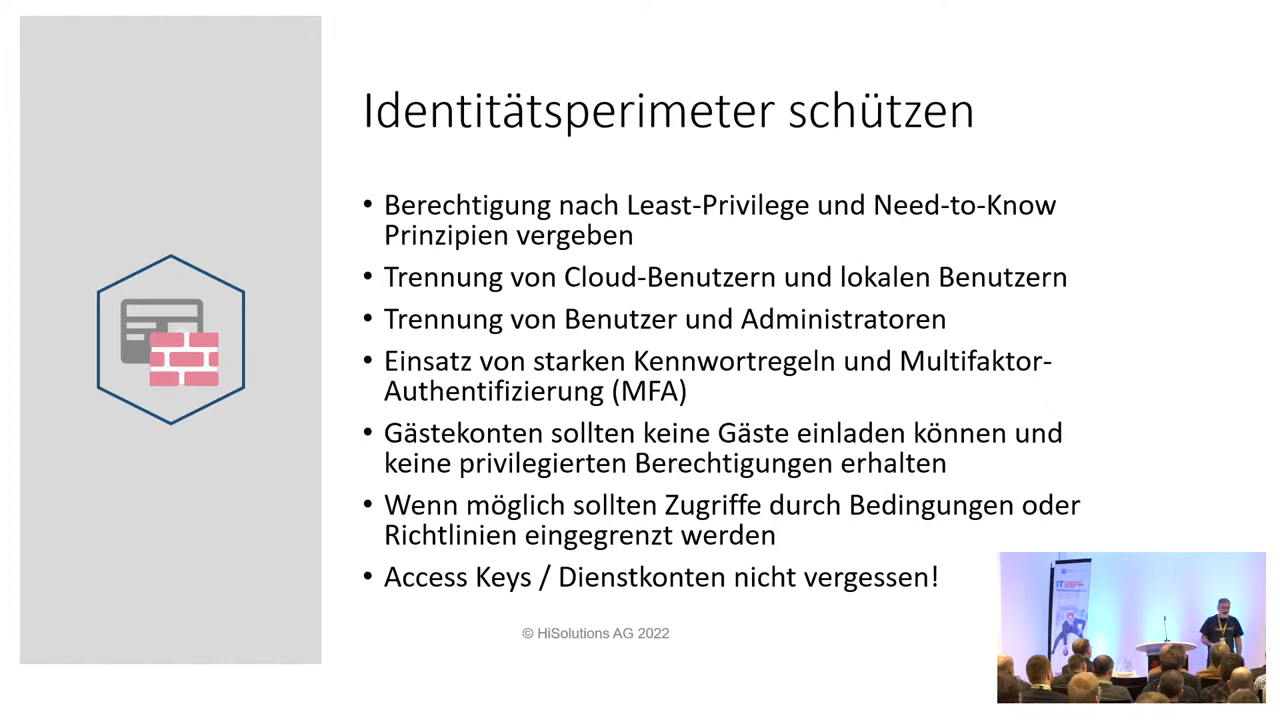 Identitätsperimeter schützen
• Berechtigung nach Least-Privilege und Need-to-Know
Prinzipien vergeben
• Trennung von Cloud-Benutzern und lokalen Benutzern
• Trennung von Benutzer und Administratoren
• Einsatz von starken Kennwortregeln und Multifaktor-
Authentifizierung (MFA)
• Gästekonten sollten keine Gäste einladen können und
keine privilegierten Berechtigungen erhalten
• Wenn möglich sollten Zugriffe durch Bedingungen oder
Richtlinien eingegrenzt werden
• Access Keys / Dienstkonten nicht vergessen!
© HiSolutions AG 2022
IT